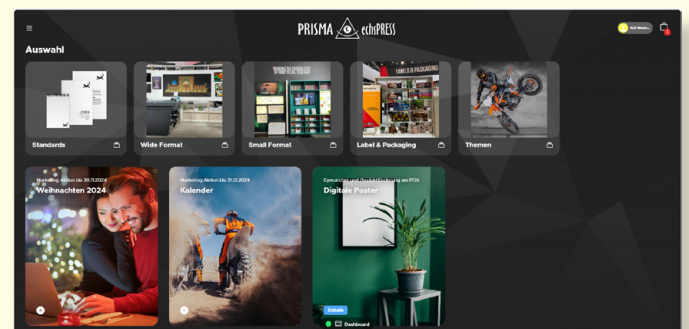 PRISMA echsPRESS
Auswahl
Standards
Wide Format
Small Format
Label & Packaging
Themen
Marketing Aktion bis 30.11.2024
Weihnachten 2024
Marketing Aktion bis 31.12.2024
Kalender
Digitale Poster
Details
Dashboard